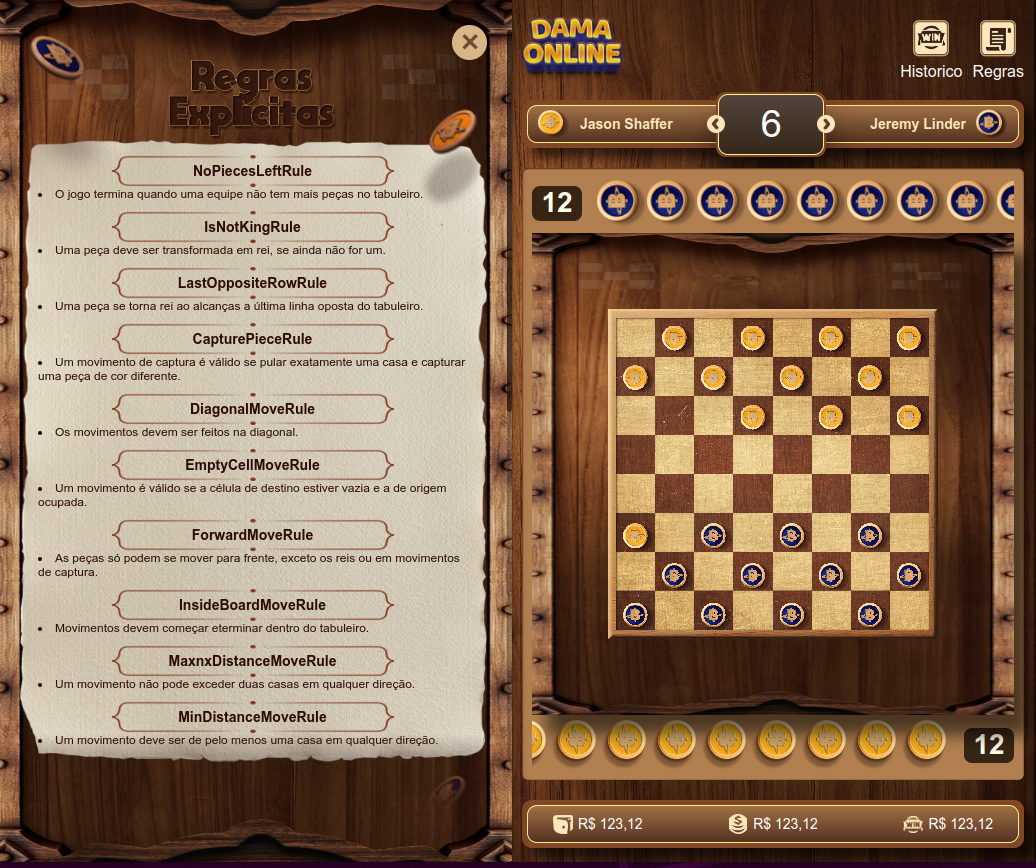 Regras
Explícitas
NoPiecesLeftRule
O jogo termina quando uma equipe não tem mais peças no tabuleiro.
IsNotKingRule
Uma peça deve ser transformada em rei, se ainda não for um.
LastOppositeRowRule
Uma peça se torna rei ao alcanças a última linha oposta do tabuleiro.
CapturePieceRule
Um movimento de captura é válido se pular exatamente uma casa e capturar
uma peça de cor diferente.
DiagonalMoveRule
Os movimentos devem ser feitos na diagonal.
EmptyCellMoveRule
Um movimento é válido se a célula de destino estiver vazia e a de origem
ocupada.
ForwardMoveRule
As peças só podem se mover para frente, exceto os reis ou em movimentos
de captura.
InsideBoardMoveRule
Movimentos devem começar eterminar dentro do tabuleiro.
MaxnxDistanceMoveRule
Um movimento não pode exceder duas casas em qualquer direção.
MinDistanceMoveRule
Um movimento deve ser de pelo menos uma casa em qualquer direção.
DAMA
ONLINE
WIN
Historico
Regras
Jason Shaffer
6
Jeremy Linder
12
12
R$ 123,12
R$ 123,12
WIN
R$ 123,12